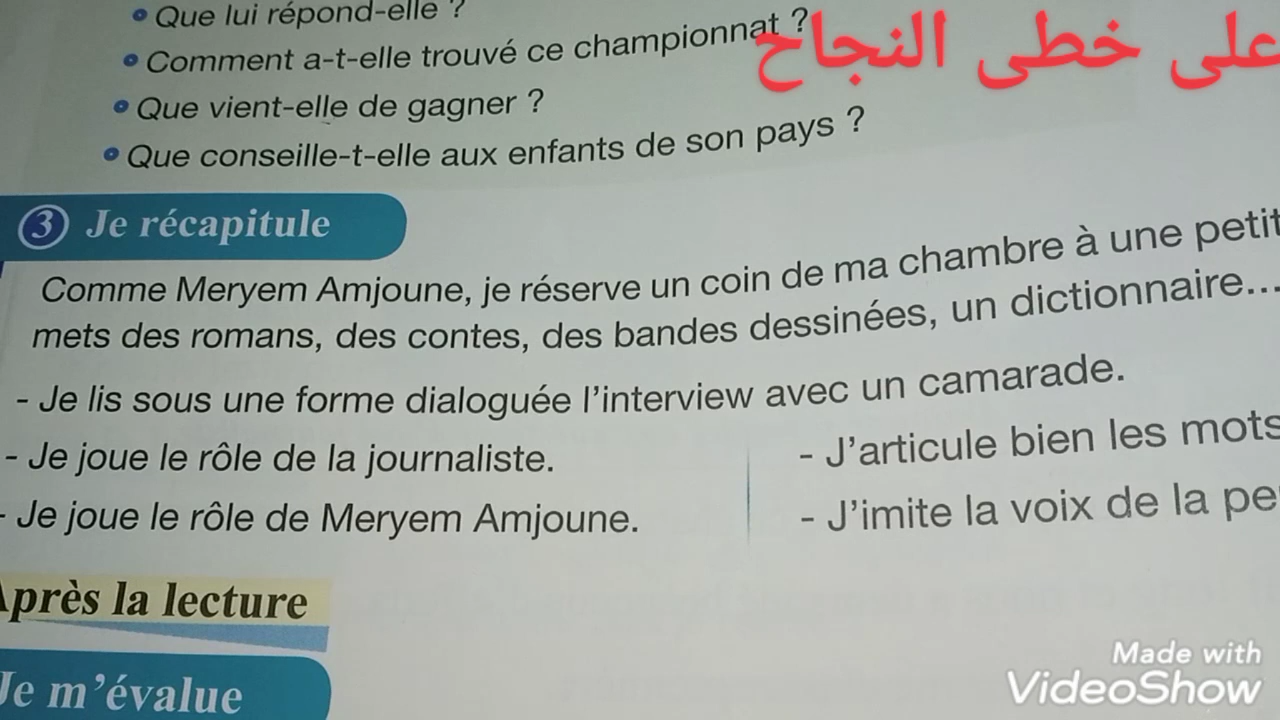 • Que lui répond-elle ?
• Comment a-t-elle trouvé ce championnat ?
على خطى النجاح
• Que vient-elle de gagner ?
• Que conseille-t-elle aux enfants de son pays ?
3 Je récapitule
Comme Meryem Amjoune, je réserve un coin de ma chambre à une petit
mets des romans, des contes, des bandes dessinées, un dictionnaire...
- Je lis sous une forme dialoguée l'interview avec un camarade.
- Je joue le rôle de la journaliste.
- J'articule bien les mots
- Je joue le rôle de Meryem Amjoune.
- J'imite la voix de la pe
Après la lecture
Je m'évalue
Made with
VideoShow